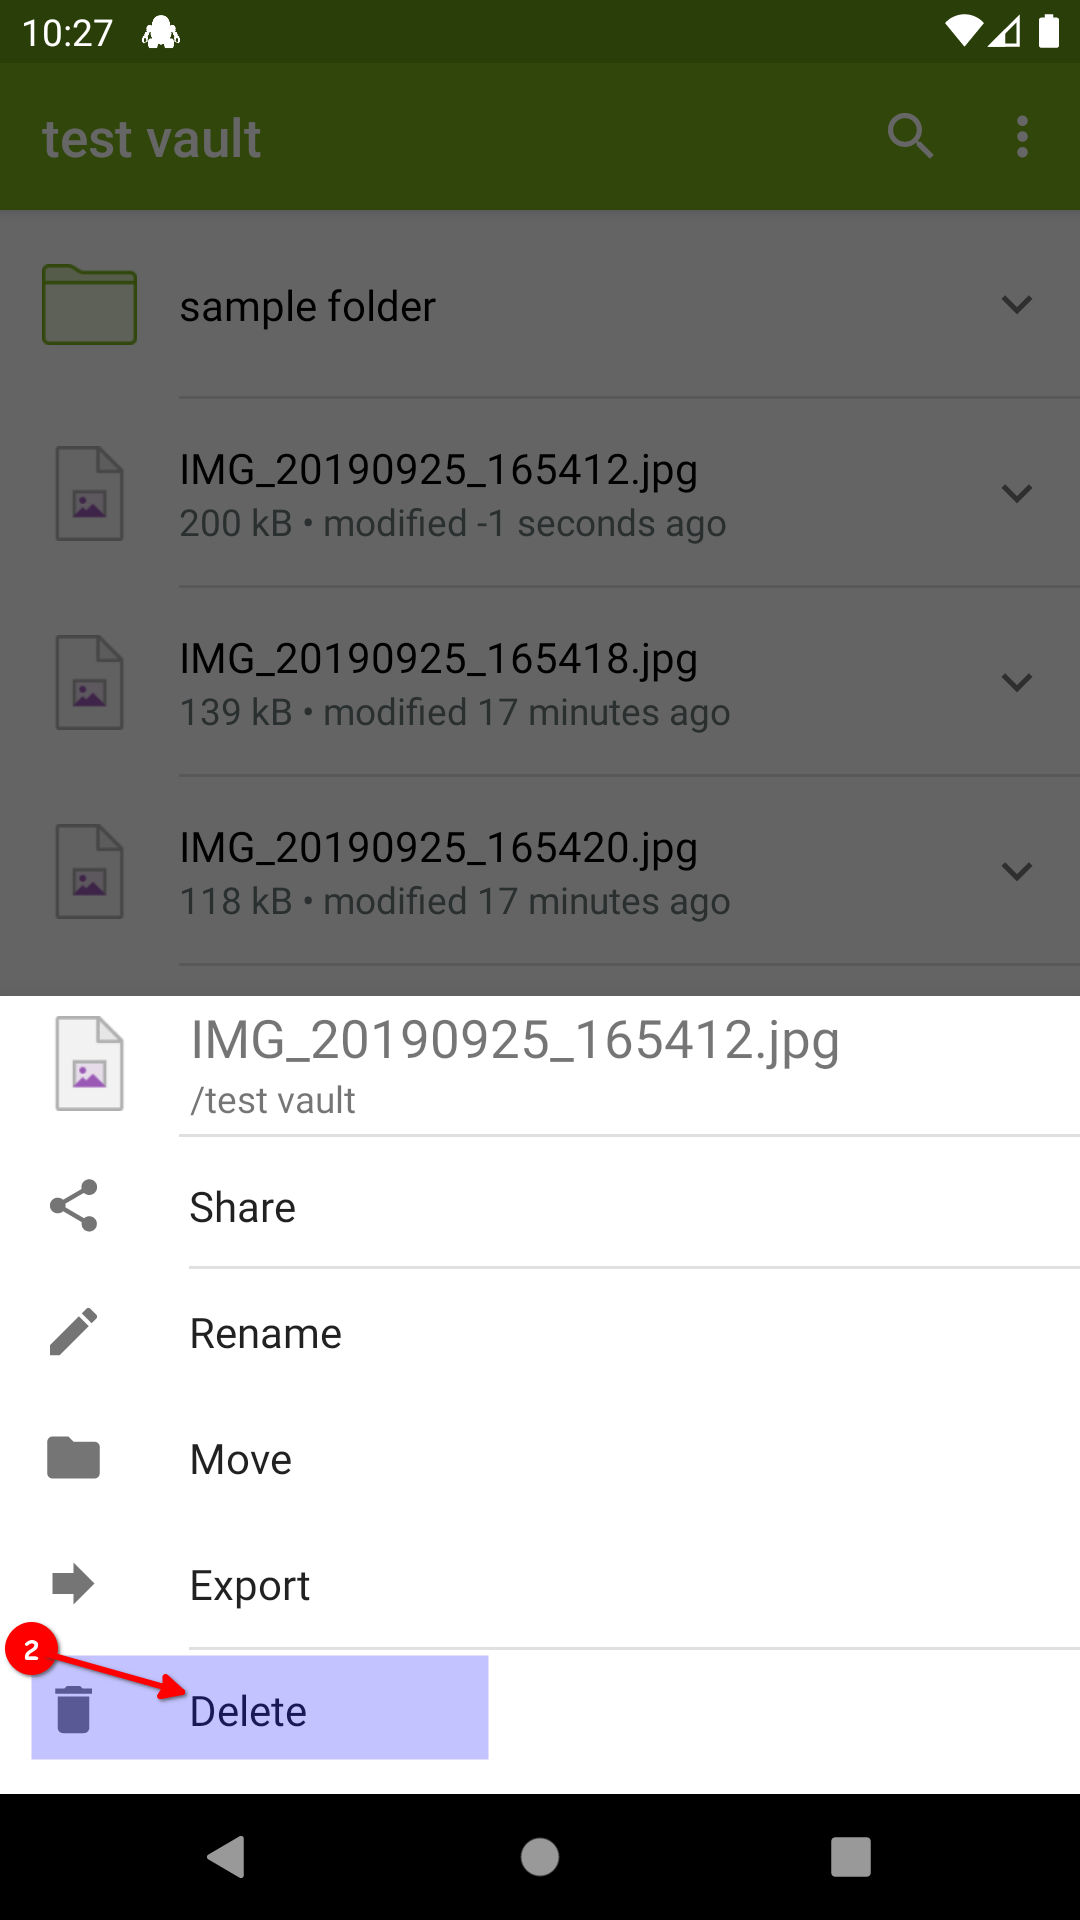 10:27
test vault
sample folder
IMG_20190925_165412.jpg
200 kB • modified -1 seconds ago
IMG_20190925_165418.jpg
139 kB • modified 17 minutes ago
IMG_20190925_165420.jpg
118 kB • modified 17 minutes ago
IMG_20190925_165412.jpg
/test vault
Share
Rename
Move
Export
2
Delete